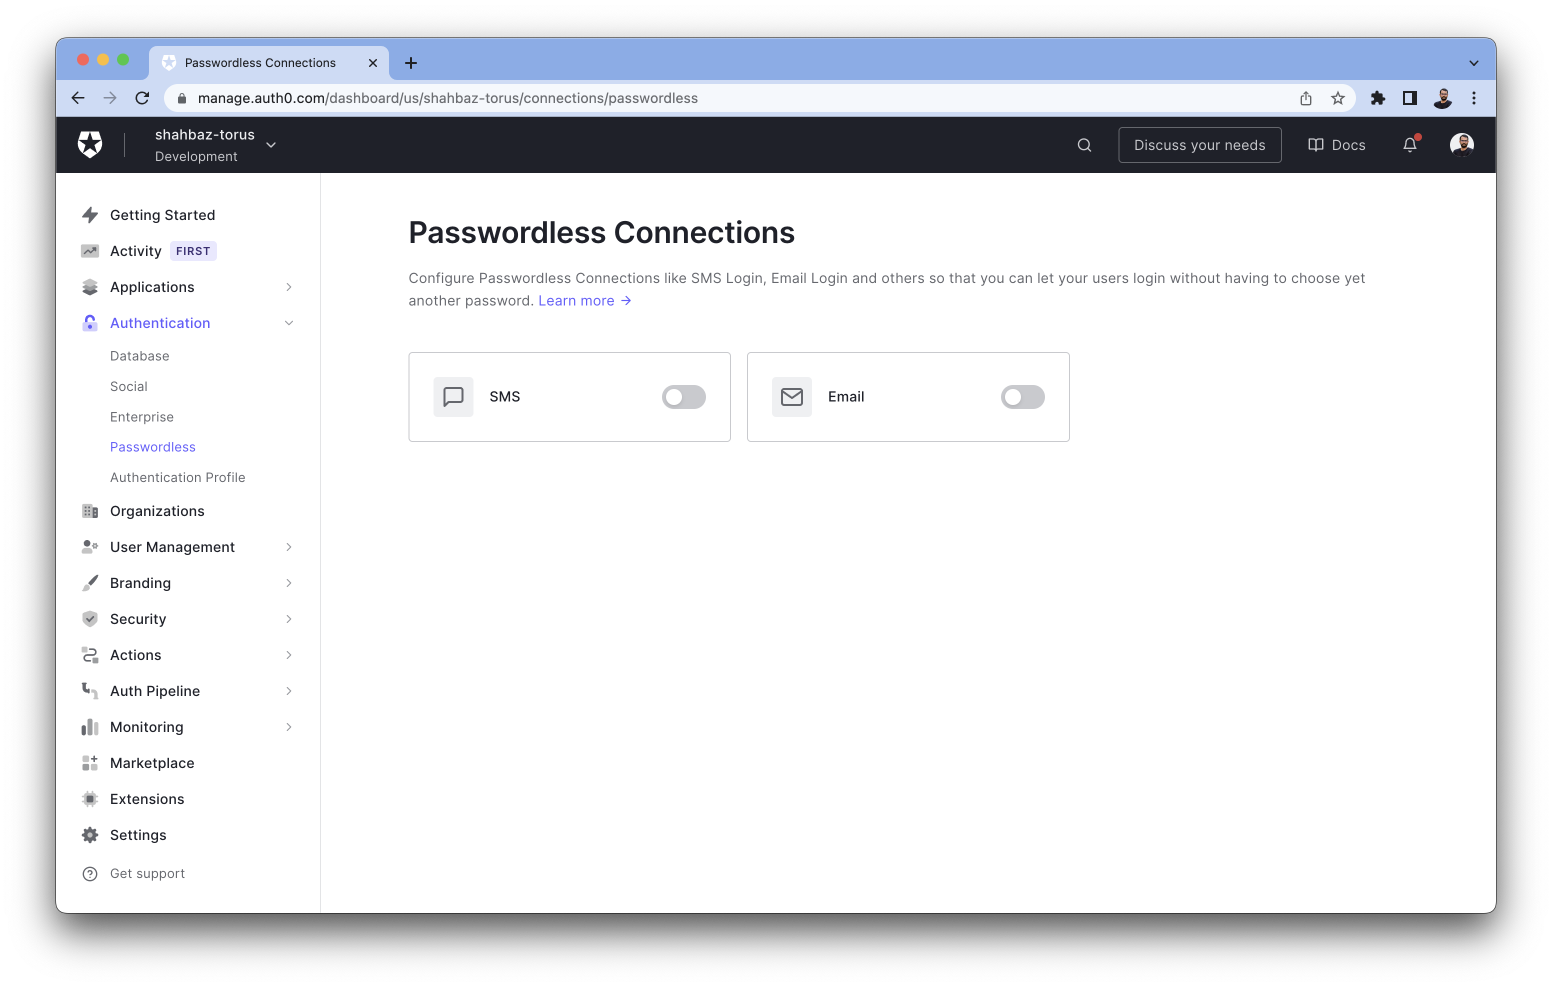 Passwordless Connections
manage.auth0.com/dashboard/us/shahbaz-torus/connections/passwordless
shahbaz-torus
Development
Discuss your needs
Docs
Getting Started
Activity FIRST
Applications
Authentication
Database
Social
Enterprise
Passwordless
Authentication Profile
Organizations
User Management
Branding
Security
Actions
Auth Pipeline
Monitoring
Marketplace
Extensions
Settings
Get support
Passwordless Connections
Configure Passwordless Connections like SMS Login, Email Login and others so that you can let your users login without having to choose yet
another password. Learn more →
SMS
Email